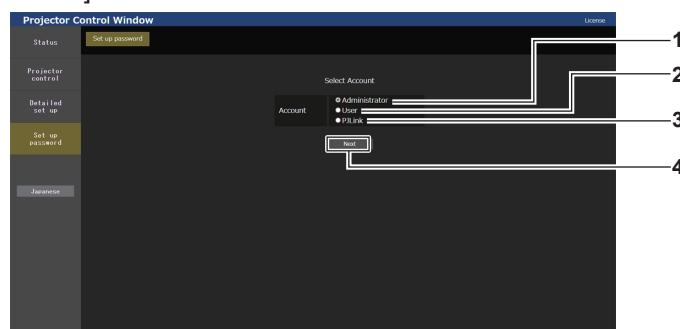 Projector Control Window
License
Status
Set up password
Projector
control
Detailed
set up
Set up
password
Japanese
Select Account
Account
Administrator
User
PJLink
Next
1
2
3
4